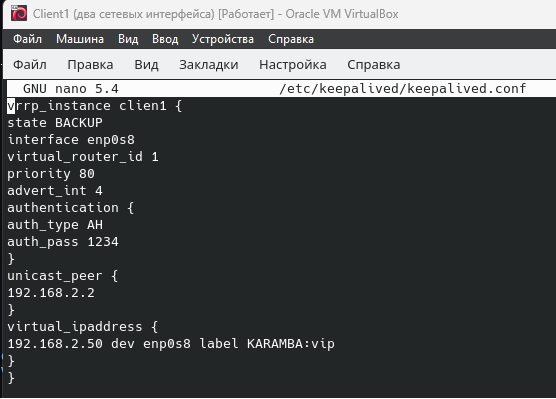 Client1 (два сетевых интерфейса) [Работает] - Oracle VM VirtualBox
Файл Машина Вид Ввод Устройства Справка
Файл Правка Вид Закладки Настройка Справка
GNU nano 5.4 /etc/keepalived/keepalived.conf
vrrp_instance clien1 {
state BACKUP
interface enp0s8
virtual_router_id 1
priority 80
advert_int 4
authentication {
auth_type AH
auth_pass 1234
}
unicast_peer {
192.168.2.2
}
virtual_ipaddress {
192.168.2.50 dev enp0s8 label KARAMBA:vip
}
}